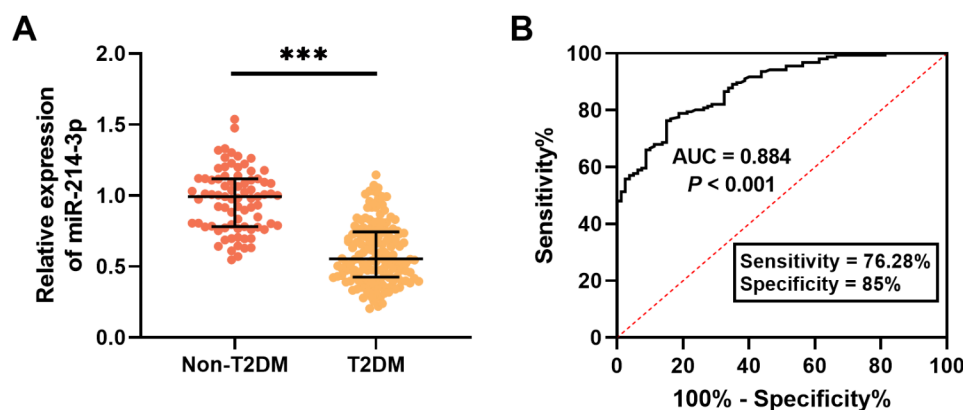 A
Relative expression
of miR-214-3p
2.0
1.5
1.0
0.5
0.0
***
Non-T2DM
T2DM
B
Sensitivity%
100
80
60
40
20
0
AUC = 0.884
P < 0.001
Sensitivity = 76.28%
Specificity = 85%
0
20
40
60
80
100
100% - Specificity%